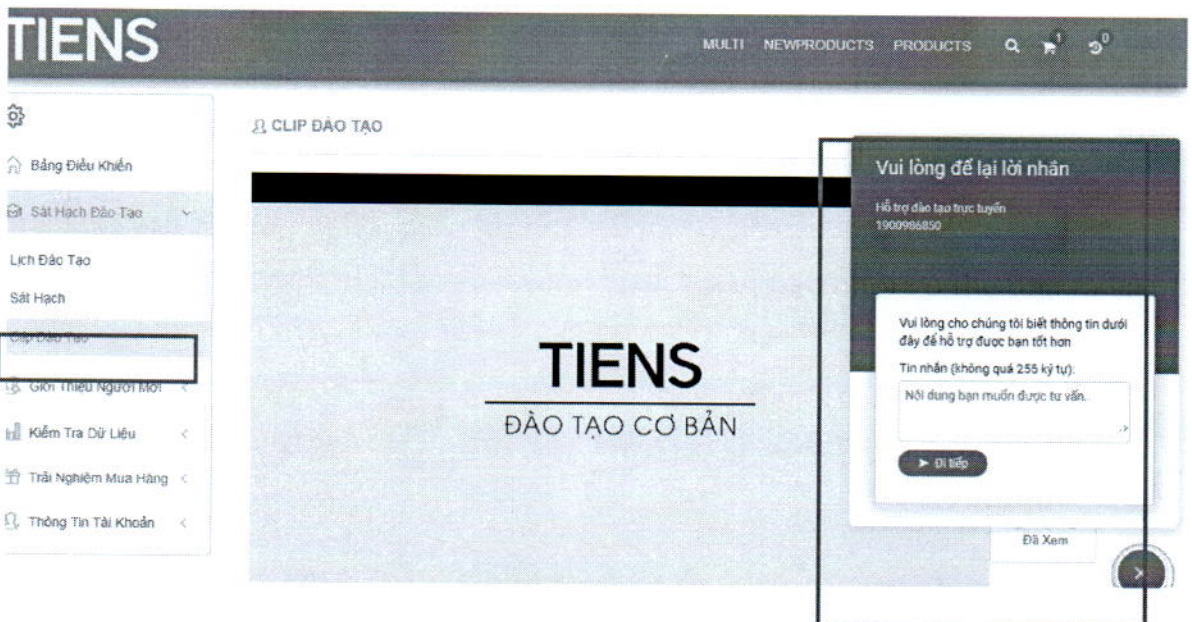 TIENS
MULTI NEWPRODUCTS PRODUCTS 1 0
CLIP ĐÀO TẠO
Bảng Điều Khiển
Sát Hạch Đào Tạo
Lịch Đào Tạo
Sát Hạch
Clip Đào Tạo
Giới Thiệu Người Mới
Kiểm Tra Dữ Liệu
Trải Nghiệm Mua Hàng
Thông Tin Tài Khoản
TIENS
ĐÀO TẠO CƠ BẢN
Vui lòng để lại lời nhắn
Hỗ trợ đào tạo trực tuyến
1900986850
Vui lòng cho chúng tôi biết thông tin dưới
đây để hỗ trợ được bạn tốt hơn
Tin nhắn (không quá 255 ký tự):
Nội dung bạn muốn được tư vấn..
Đi tiếp
Đã Xem